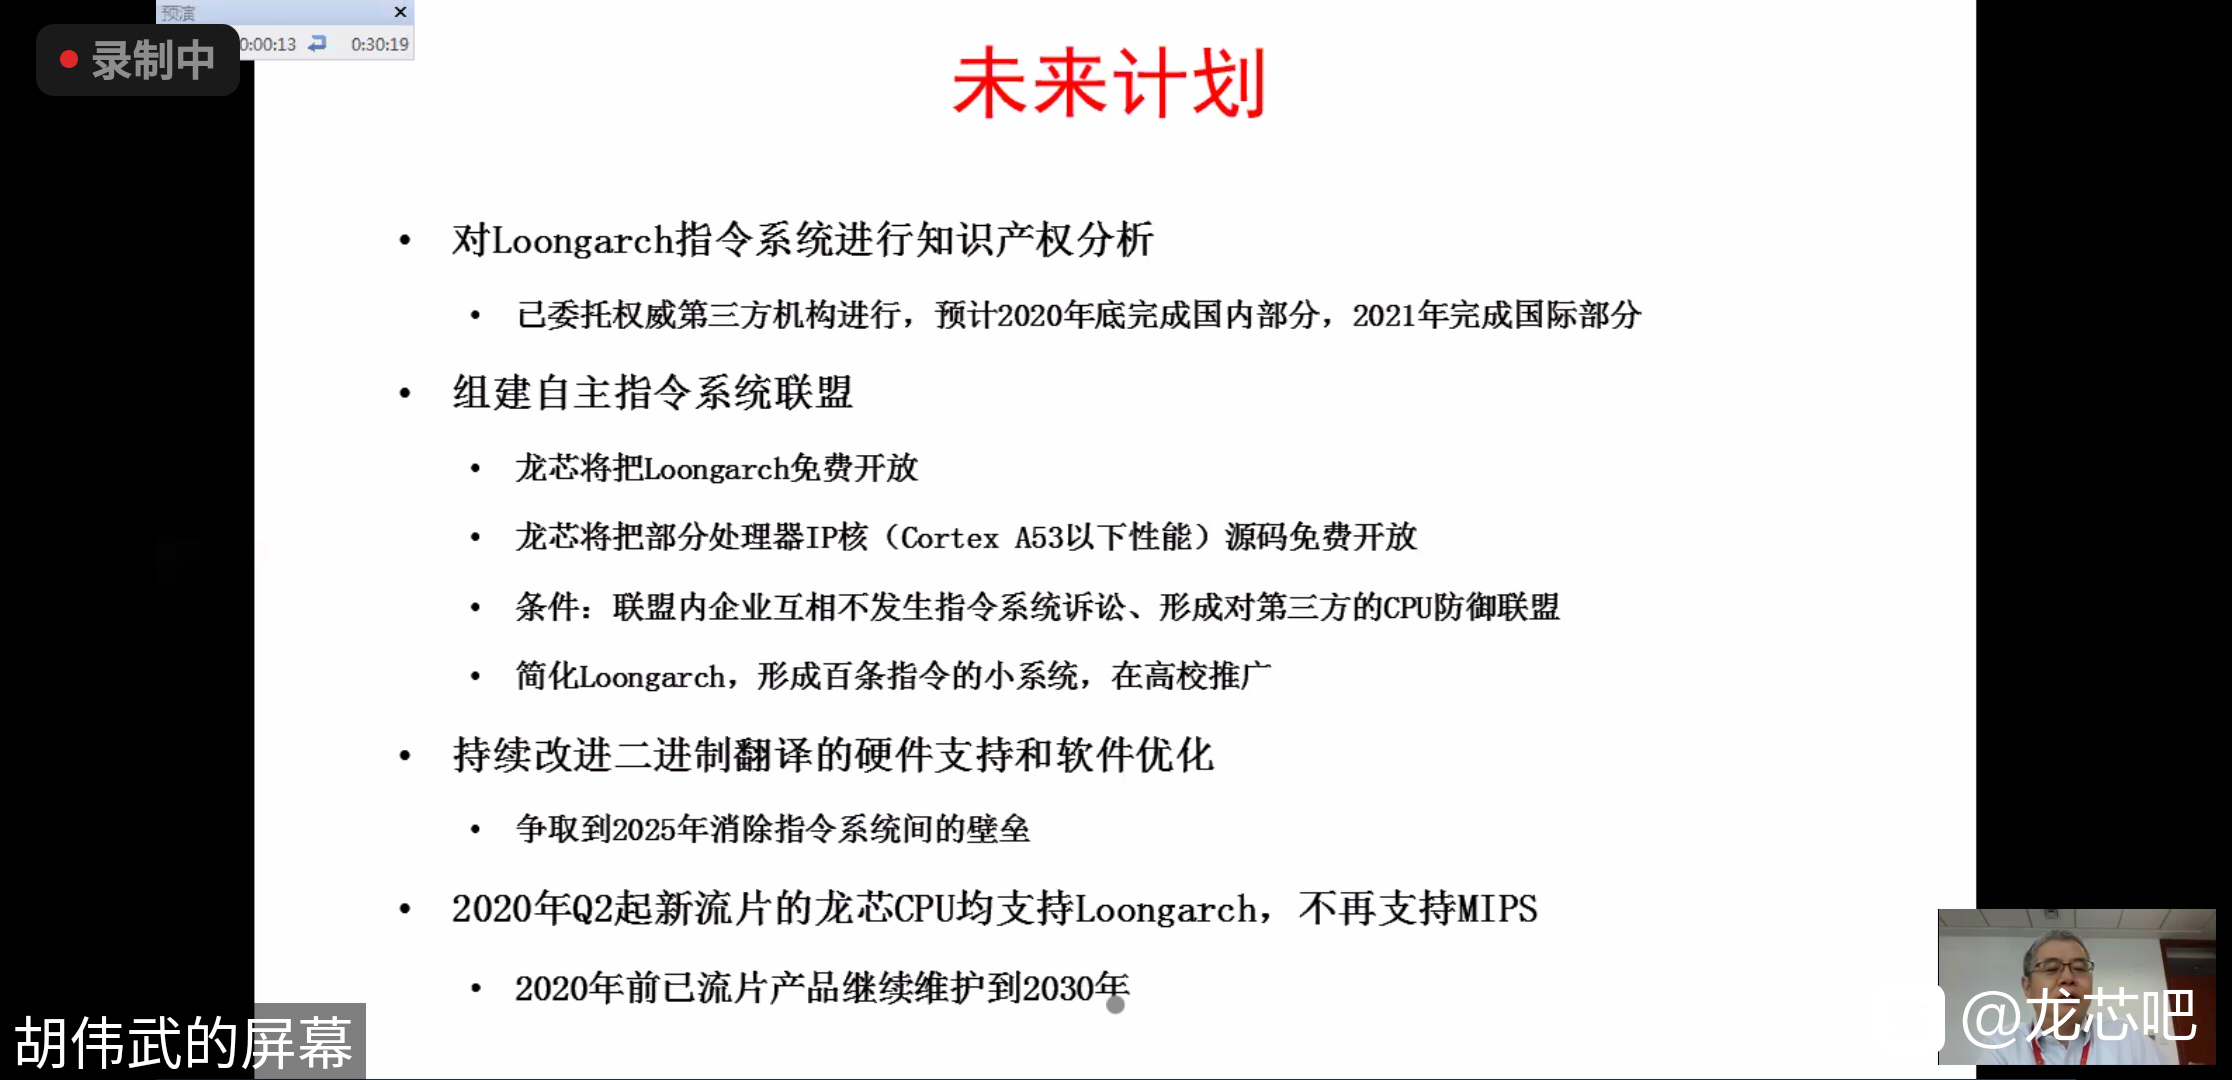 预演
0:00:13 0:30:19
录制中
未来计划
• 对Loongarch指令系统进行知识产权分析
• 已委托权威第三方机构进行，预计2020年底完成国内部分，2021年完成国际部分
• 组建自主指令系统联盟
• 龙芯将把Loongarch免费开放
• 龙芯将把部分处理器IP核（Cortex A53以下性能）源码免费开放
• 条件：联盟内企业互相不发生指令系统诉讼、形成对第三方的CPU防御联盟
• 简化Loongarch，形成百条指令的小系统，在高校推广
• 持续改进二进制翻译的硬件支持和软件优化
• 争取到2025年消除指令系统间的壁垒
• 2020年Q2起新流片的龙芯CPU均支持Loongarch，不再支持MIPS
• 2020年前已流片产品继续维护到2030年
胡伟武的屏幕
@龙芯吧